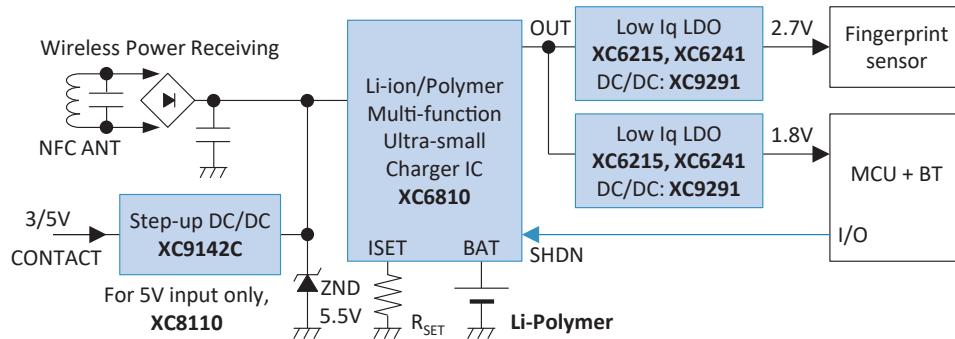 Wireless Power Receiving
NFC ANT
3/5V
CONTACT
Step-up DC/DC
XC9142C
For 5V input only,
XC8110
ZND
5.5V
Li-ion/Polymer
Multi-function
Ultra-small
Charger IC
XC6810
ISET
BAT
RSET
Li-Polymer
OUT
SHDN
Low Iq LDO
XC6215, XC6241
DC/DC: XC9291
2.7V
Fingerprint
sensor
Low Iq LDO
XC6215, XC6241
DC/DC: XC9291
1.8V
MCU + BT
I/O